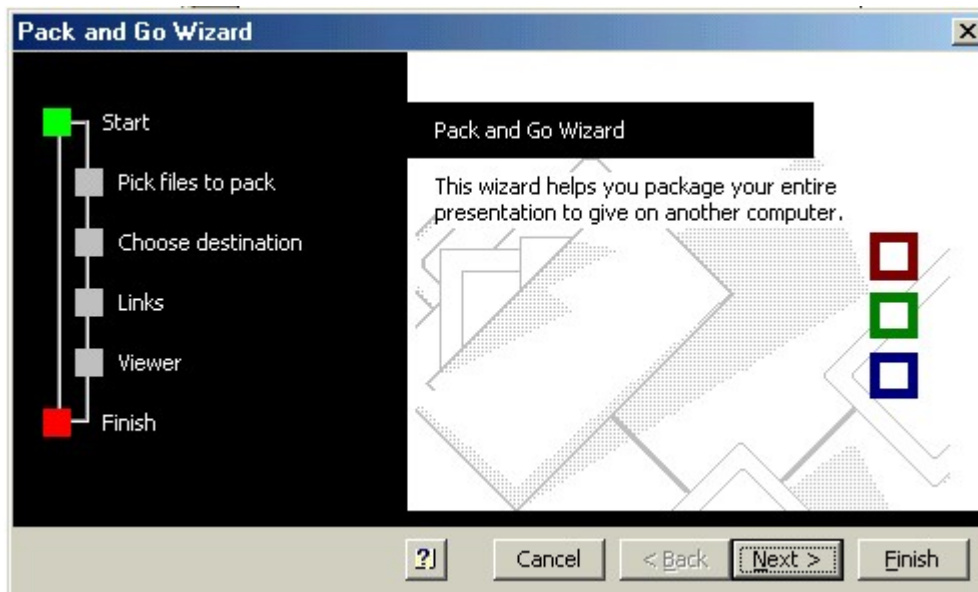 Pack and Go Wizard
Start
Pick files to pack
Choose destination
Links
Viewer
Finish
Pack and Go Wizard
This wizard helps you package your entire
presentation to give on another computer.
?
Cancel
< Back
Next >
Finish